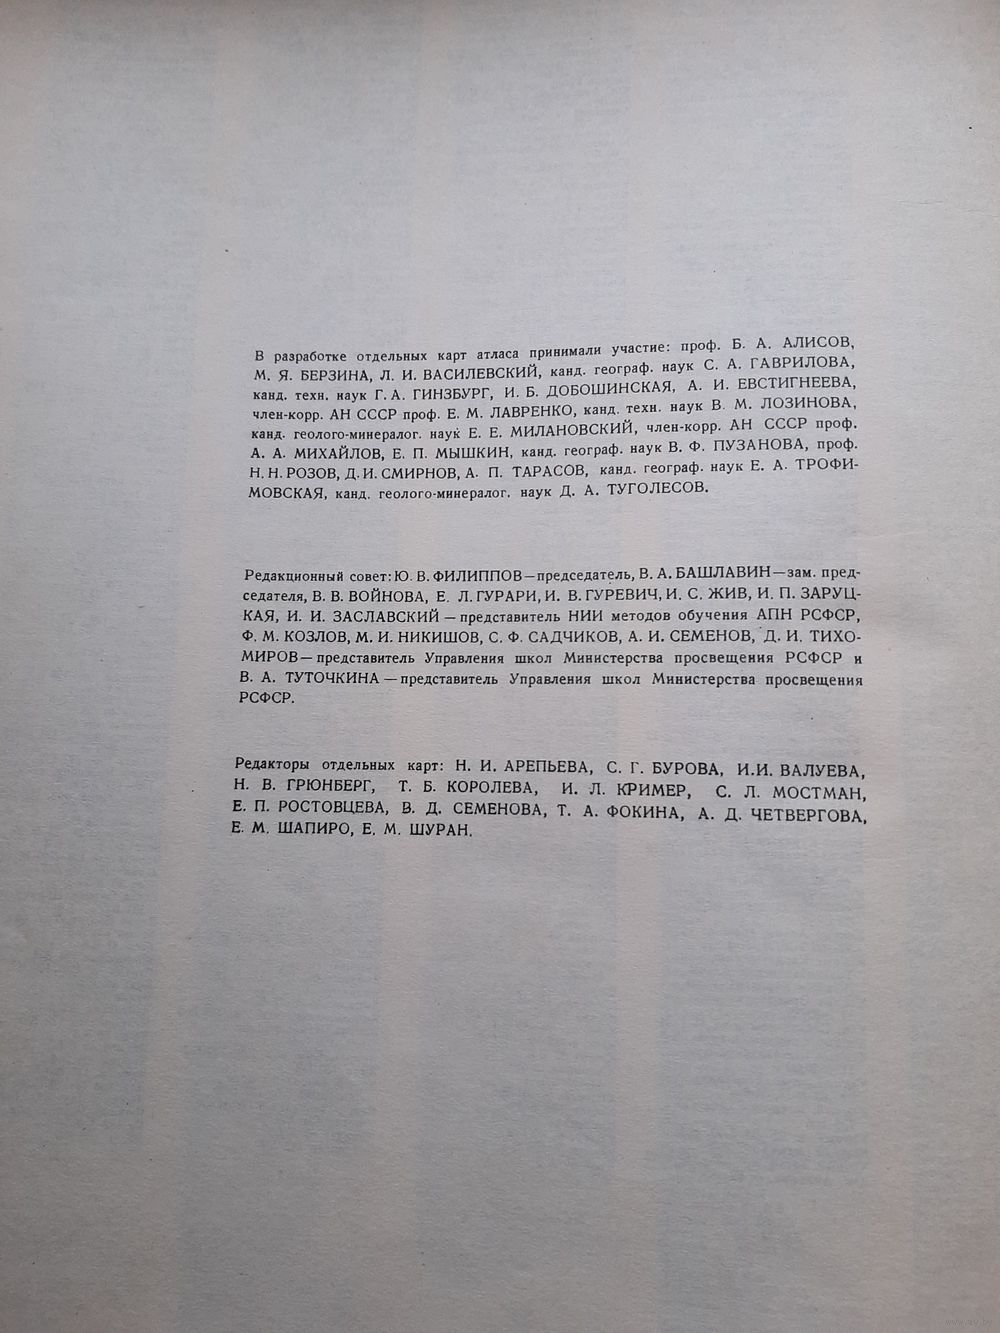 В разработке отдельных карт атласа принимали участие: проф. Б. А. АЛИСОВ,
М. Я. БЕРЗИНА, Л. И. ВАСИЛЕВСКИЙ, канд. географ. наук С. А. ГАВРИЛОВА,
канд. техн. наук Г. А. ГИНЗБУРГ, И. Б. ДОБОШИНСКАЯ, А. И. ЕВСТИГНЕЕВА,
член-корр. АН СССР проф. Е. М. ЛАВРЕНКО, канд. техн. наук В. М. ЛОЗИНОВА,
канд. геолого-минералог. наук Е. Е. МИЛАНОВСКИЙ, член-корр. АН СССР проф.
А. А. МИХАЙЛОВ, Е. П. МЫШКИН, канд. географ. наук В. Ф. ПУЗАНОВА, проф.
Н. Н. РОЗОВ, Д. И. СМИРНОВ, А. П. ТАРАСОВ, канд. географ. наук Е. А. ТРОФИ-
МОВСКАЯ, канд. геолого-минералог. наук Д. А. ТУГОЛЕСОВ.
Редакционный совет: Ю. В. ФИЛИППОВ — председатель, В. А. БАШЛАВИН — зам. пред-
седателя, В. В. ВОЙНОВА, Е. Л. ГУРАРИ, И. В. ГУРЕВИЧ, И. С. ЖИВ, И. П. ЗАРУЦ-
КАЯ, И. И. ЗАСЛАВСКИЙ — представитель НИИ методов обучения АПН РСФСР,
Ф. М. КОЗЛОВ, М. И. НИКИШОВ, С. Ф. САДЧИКОВ, А. И. СЕМЕНОВ, Д. И. ТИХО-
МИРОВ — представитель Управления школ Министерства просвещения РСФСР и
В. А. ТУТОЧКИНА — представитель Управления школ Министерства просвещения
РСФСР.
Редакторы отдельных карт: Н. И. АРЕПЬЕВА, С. Г. БУРОВА, И. И. ВАЛУЕВА,
Н. В. ГРЮНБЕРГ, Т. Б. КОРОЛЕВА, И. Л. КРИМЕР, С. Л. МОСТМАН,
Е. П. РОСТОВЦЕВА, В. Д. СЕМЕНОВА, Т. А. ФОКИНА, А. Д. ЧЕТВЕРГОВА,
Е. М. ШАПИРО, Е. М. ШУРАН.